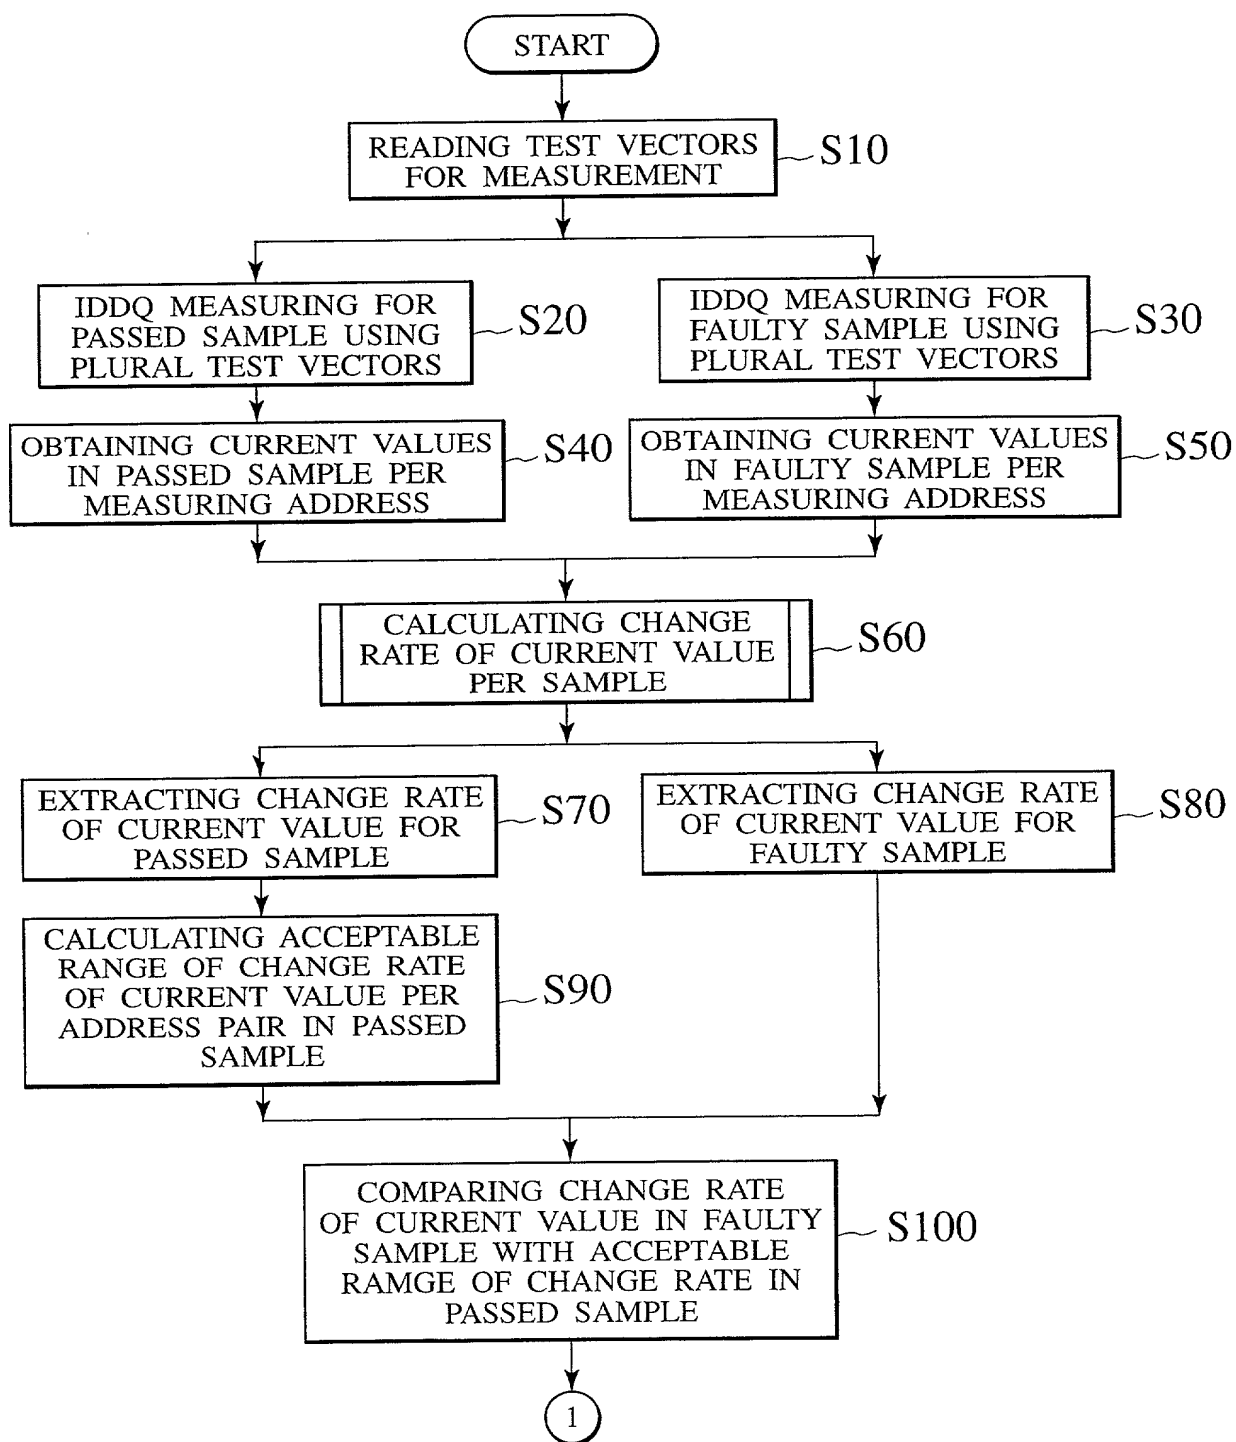 START
READING TEST VECTORS
FOR MEASUREMENT
S10
IDDQ MEASURING FOR
PASSED SAMPLE USING
PLURAL TEST VECTORS
S20
IDDQ MEASURING FOR
FAULTY SAMPLE USING
PLURAL TEST VECTORS
S30
OBTAINING CURRENT VALUES
IN PASSED SAMPLE PER
MEASURING ADDRESS
S40
OBTAINING CURRENT VALUES
IN FAULTY SAMPLE PER
MEASURING ADDRESS
S50
CALCULATING CHANGE
RATE OF CURRENT VALUE
PER SAMPLE
S60
EXTRACTING CHANGE RATE
OF CURRENT VALUE FOR
PASSED SAMPLE
S70
EXTRACTING CHANGE RATE
OF CURRENT VALUE FOR
FAULTY SAMPLE
S80
CALCULATING ACCEPTABLE
RANGE OF CHANGE RATE
OF CURRENT VALUE PER
ADDRESS PAIR IN PASSED
SAMPLE
S90
COMPARING CHANGE RATE
OF CURRENT VALUE IN FAULTY
SAMPLE WITH ACCEPTABLE
RAMGE OF CHANGE RATE IN
PASSED SAMPLE
S100
1